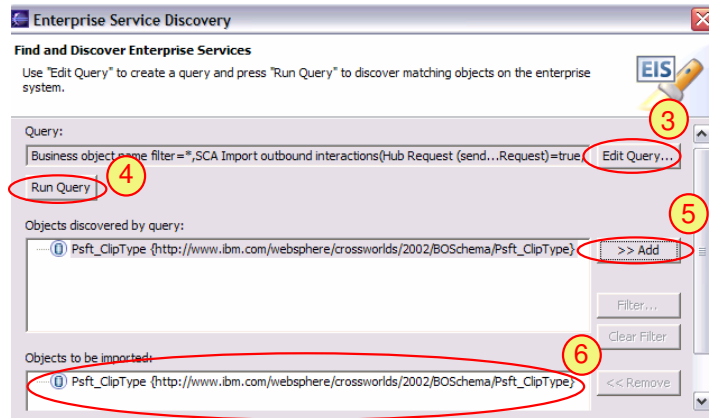 Enterprise Service Discovery
Find and Discover Enterprise Services
Use "Edit Query" to create a query and press "Run Query" to discover matching objects on the enterprise
system.
EIS
3
Query:
Business object name filter=*,SCA Import outbound interactions(Hub Request (send...Request)=true, Edit Query...
4
Run Query
5
Objects discovered by query:
Psft_ClipType {http://www.ibm.com/websphere/crossworlds/2002/BOSchema/Psft_ClipType} >> Add
Filter...
Clear Filter
6
Objects to be imported:
Psft_ClipType {http://www.ibm.com/websphere/crossworlds/2002/BOSchema/Psft_ClipType} << Remove